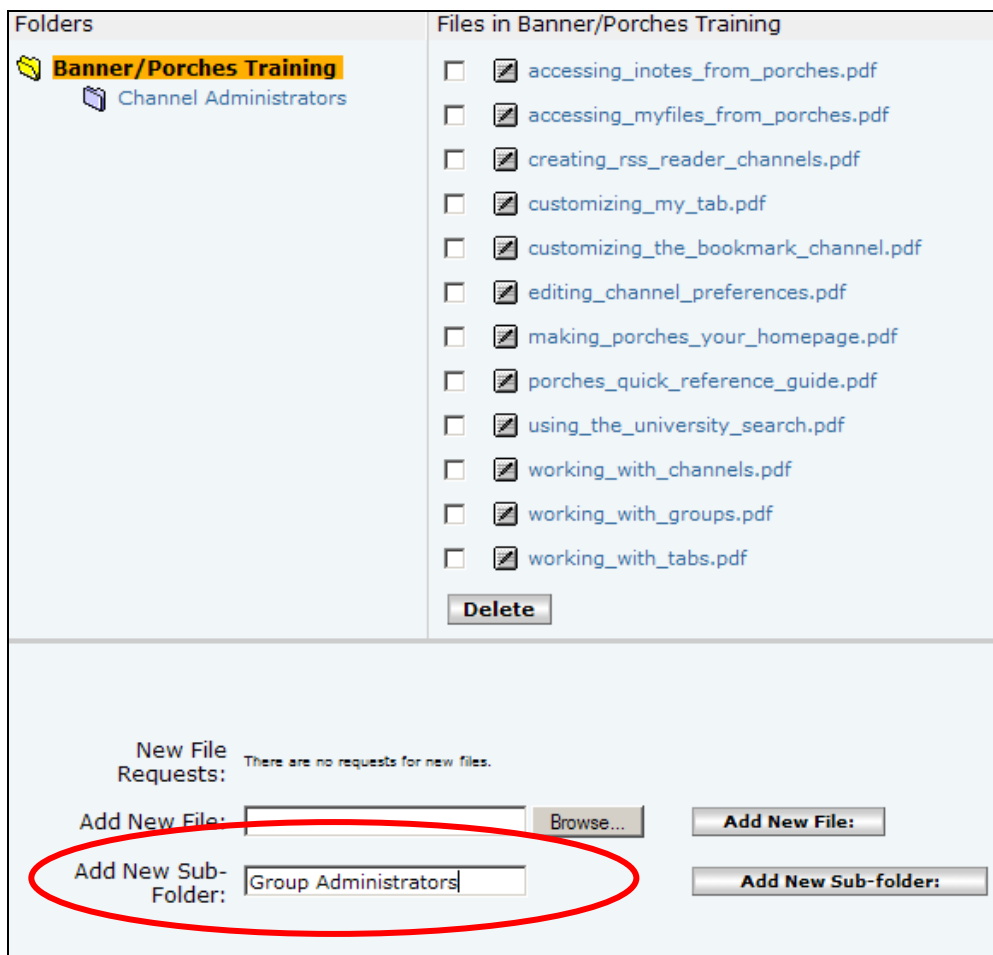 Folders
Files in Banner/Porches Training
Banner/Porches Training
Channel Administrators
accessing_inotes_from_porches.pdf
accessing_myfiles_from_porches.pdf
creating_rss_reader_channels.pdf
customizing_my_tab.pdf
customizing_the_bookmark_channel.pdf
editing_channel_preferences.pdf
making_porches_your_homepage.pdf
porches_quick_reference_guide.pdf
using_the_university_search.pdf
working_with_channels.pdf
working_with_groups.pdf
working_with_tabs.pdf
Delete
New File
Requests:
There are no requests for new files.
Add New File:
Browse...
Add New File:
Add New Sub-
Folder:
Group Administrators
Add New Sub-folder: